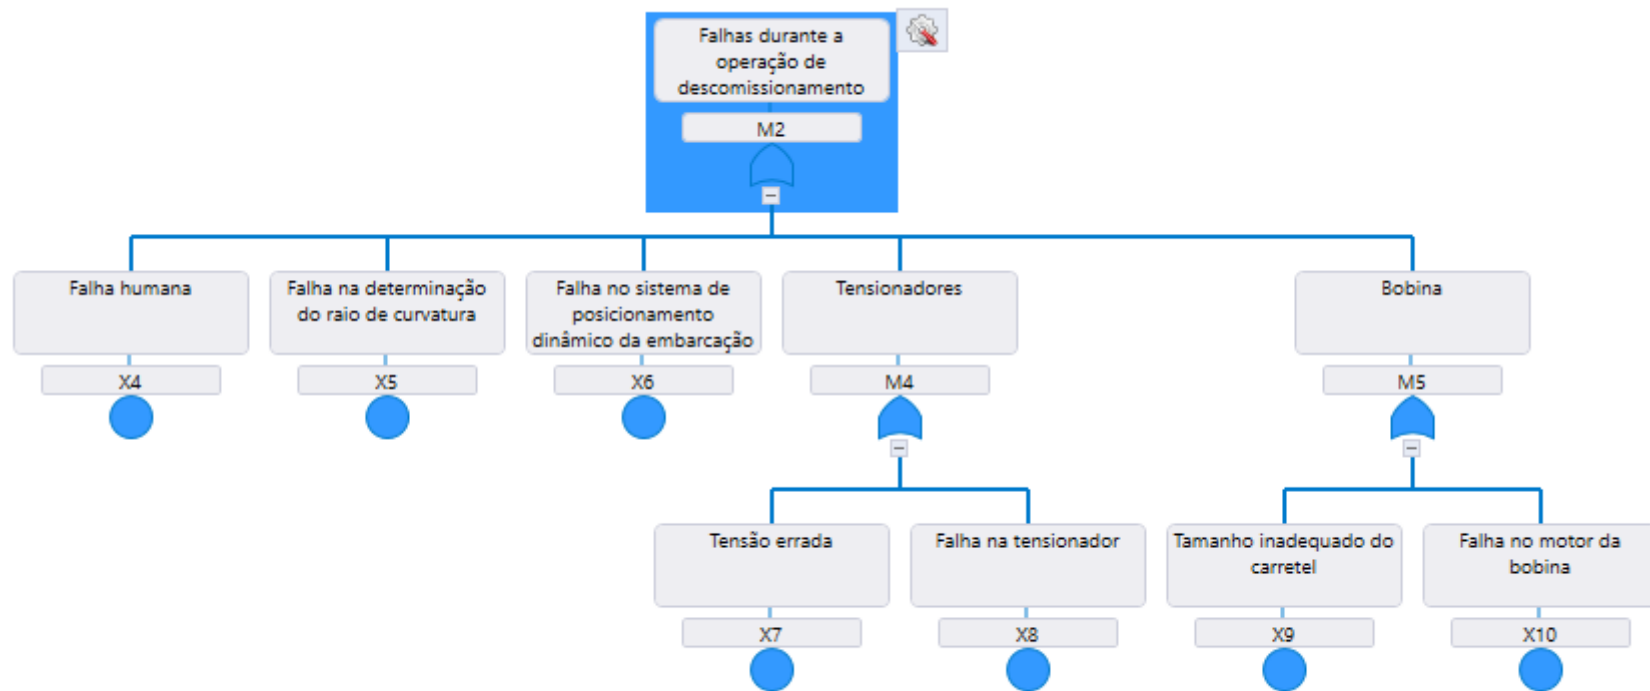 Falhas durante a
operação de
descomissionamento
M2
Falha humana
X4
Falha na determinação
do raio de curvatura
X5
Falha no sistema de
posicionamento
dinâmico da embarcação
X6
Tensionadores
M4
Bobina
M5
Tensão errada
X7
Falha na tensionador
X8
Tamanho inadequado do
carretel
X9
Falha no motor da
bobina
X10